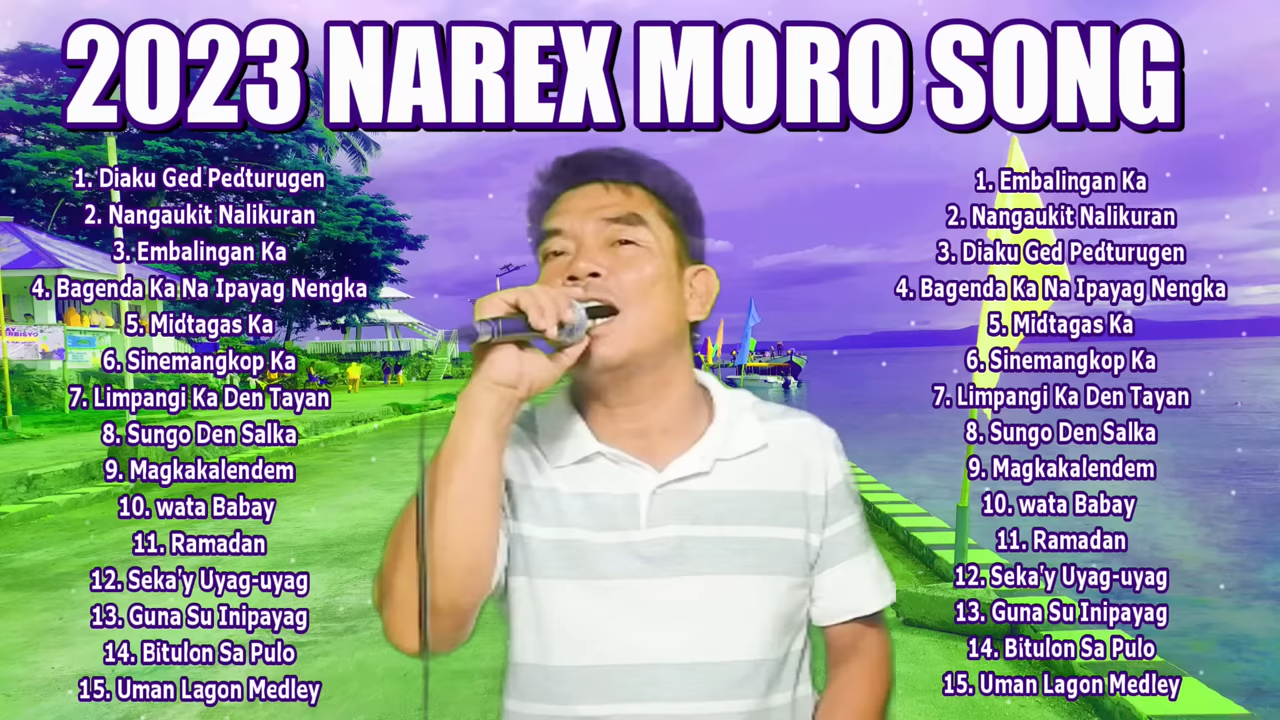 2023 NAREX MORO SONG
1. Diaku Ged Pedturugen
2. Nangaukit Nalikuran
3. Embalingan Ka
4. Bagenda Ka Na Ipayag Nengka
5. Midtagas Ka
6. Sinemangkop Ka
7. Limpangi Ka Den Tayan
8. Sungo Den Salka
9. Magkakalendem
10. wata Babay
11. Ramadan
12. Seka'y Uyag-uyag
13. Guna Su Inipayag
14. Bitulon Sa Pulo
15. Uman Lagon Medley
1. Embalingan Ka
2. Nangaukit Nalikuran
3. Diaku Ged Pedturugen
4. Bagenda Ka Na Ipayag Nengka
5. Midtagas Ka
6. Sinemangkop Ka
7. Limpangi Ka Den Tayan
8. Sungo Den Salka
9. Magkakalendem
10. wata Babay
11. Ramadan
12. Seka'y Uyag-uyag
13. Guna Su Inipayag
14. Bitulon Sa Pulo
15. Uman Lagon Medley